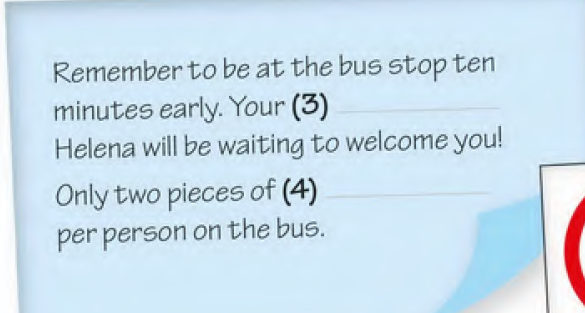 Remember to be at the bus stop ten
minutes early. Your (3)
Helena will be waiting to welcome you!
Only two pieces of (4)
per person on the bus.